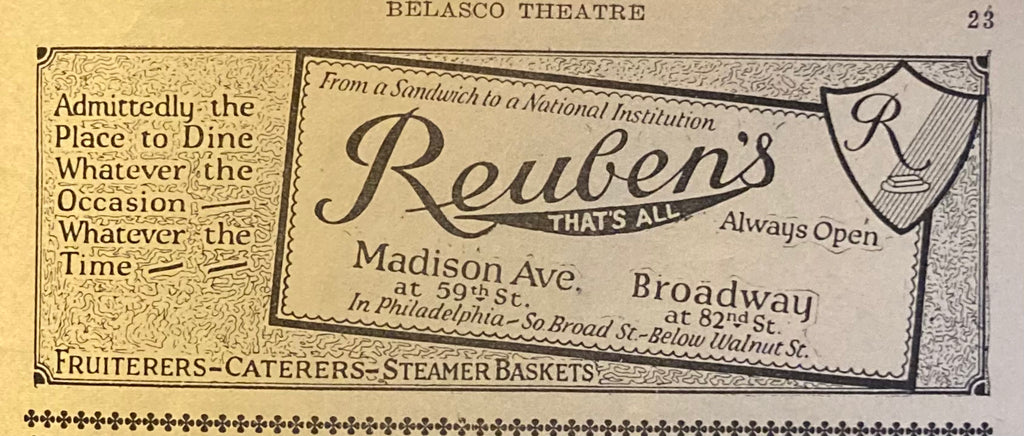 BELASCO THEATRE
23
Admittedly the
Place to Dine
Whatever the
Occasion —
Whatever the
Time — —
From a Sandwich to a National Institution
Reuben's
THAT'S ALL
Always Open
R
Madison Ave.
at 59th St.
Broadway
at 82nd St.
In Philadelphia - So. Broad St. - Below Walnut St.
FRUITERERS - CATERERS - STEAMER BASKETS